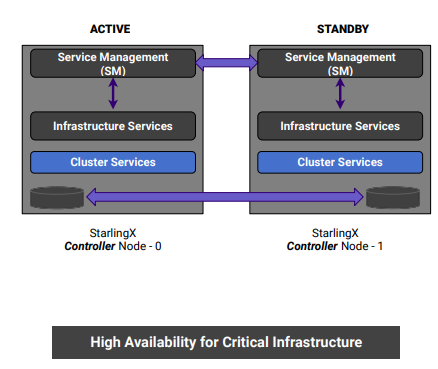 ACTIVE
STANDBY
Service Management
(SM)
Service Management
(SM)
Infrastructure Services
Infrastructure Services
Cluster Services
Cluster Services
StarlingX
Controller Node - 0
StarlingX
Controller Node - 1
High Availability for Critical Infrastructure